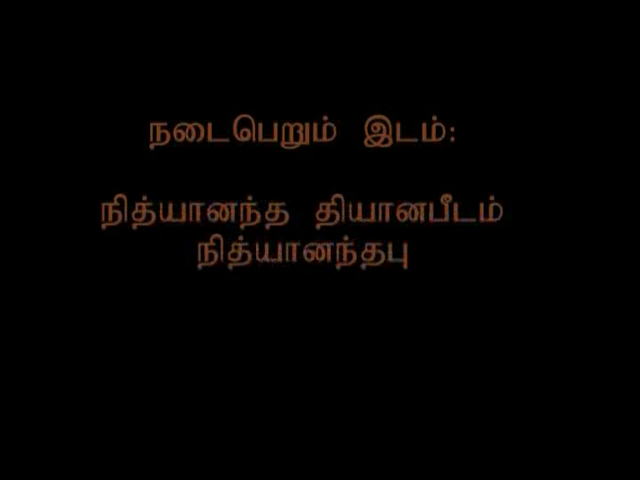 நடைபெறும் இடம்:
நித்யானந்த தியானபீடம்
நித்யானந்தபு